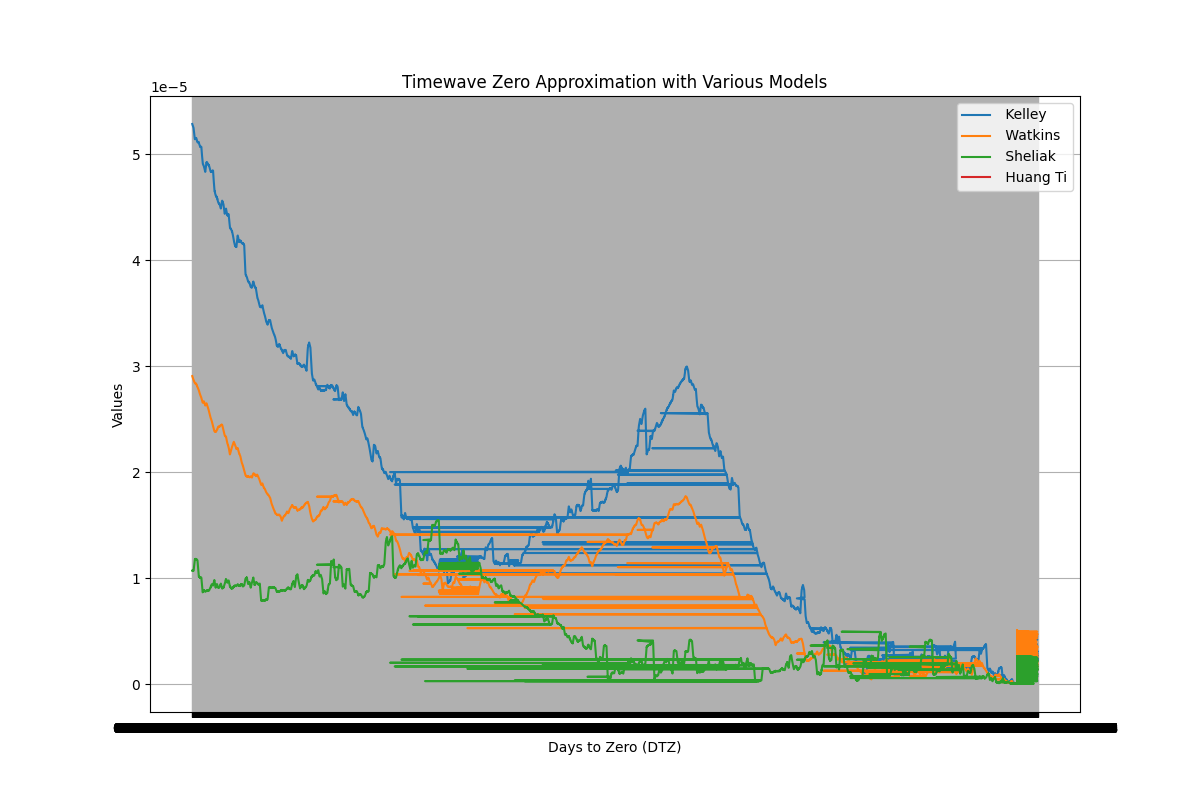 Timewave Zero Approximation with Various Models
1e−5
Kelley
Watkins
Sheliak
Huang Ti
5
4
3
2
1
0
Values
Days to Zero (DTZ)